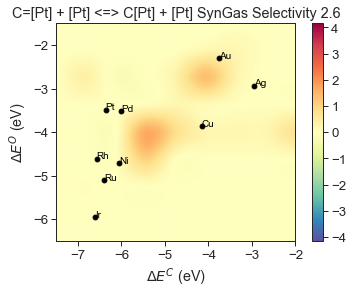 C=[Pt] + [Pt] <=> C[Pt] + [Pt] SynGas Selectivity 2.6
ΔE^O (eV)
−2
−3
−4
−5
−6
Au
Ag
Pt
Pd
Cu
Rh
Ni
Ru
Ir
−7
−6
−5
−4
−3
−2
ΔE^C (eV)
4
3
2
1
0
−1
−2
−3
−4